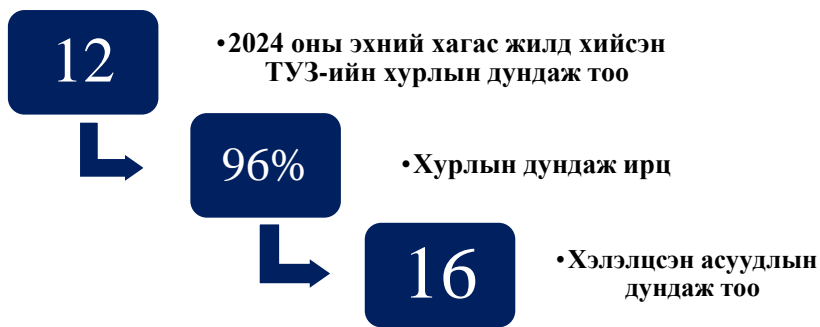 12
•2024 оны эхний хагас жилд хийсэн
ТУЗ-ийн хурлын дундаж тоо
96%
•Хурлын дундаж ирц
16
•Хэлэлцсэн асуудлын
дундаж тоо